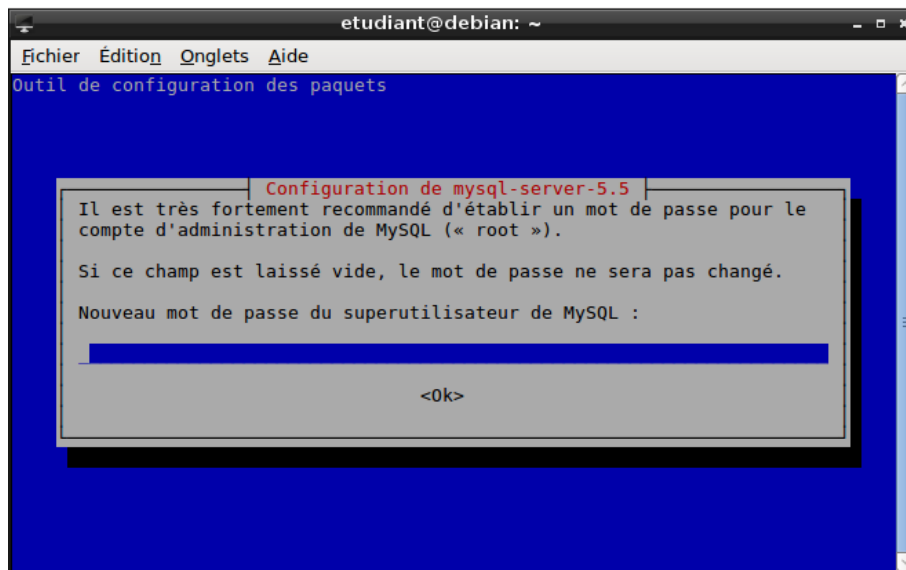 etudiant@debian: ~
Fichier Édition Onglets Aide
Outil de configuration des paquets
Configuration de mysql-server-5.5
Il est très fortement recommandé d'établir un mot de passe pour le
compte d'administration de MySQL (« root »).
Si ce champ est laissé vide, le mot de passe ne sera pas changé.
Nouveau mot de passe du superutilisateur de MySQL :
<Ok>